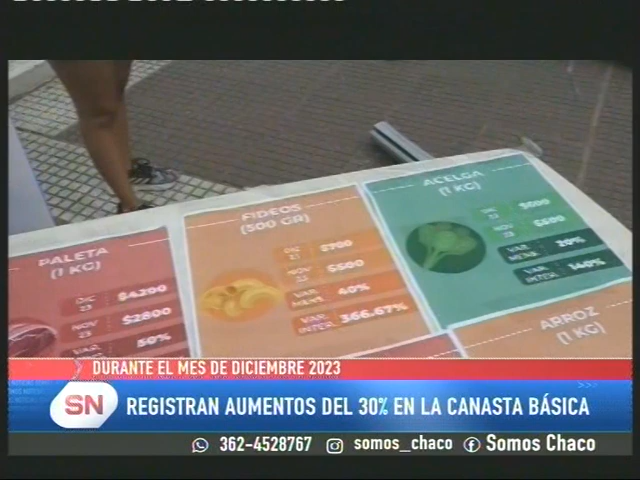 PALETA
(1 KG)
DIC 23 $4200
NOV 23 $2800
50%
FIDEOS
(500 GR)
DIC 23 $700
NOV 23 $500
VAR MENS 40%
VAR INTER 366.67%
ACELGA
(1 KG)
DIC 23 $600
NOV 23 $500
VAR MENS 20%
VAR INTER 140%
ARROZ
(1 KG)
DURANTE EL MES DE DICIEMBRE 2023
SN REGISTRAN AUMENTOS DEL 30% EN LA CANASTA BÁSICA
362-4528767 somos_chaco Somos Chaco